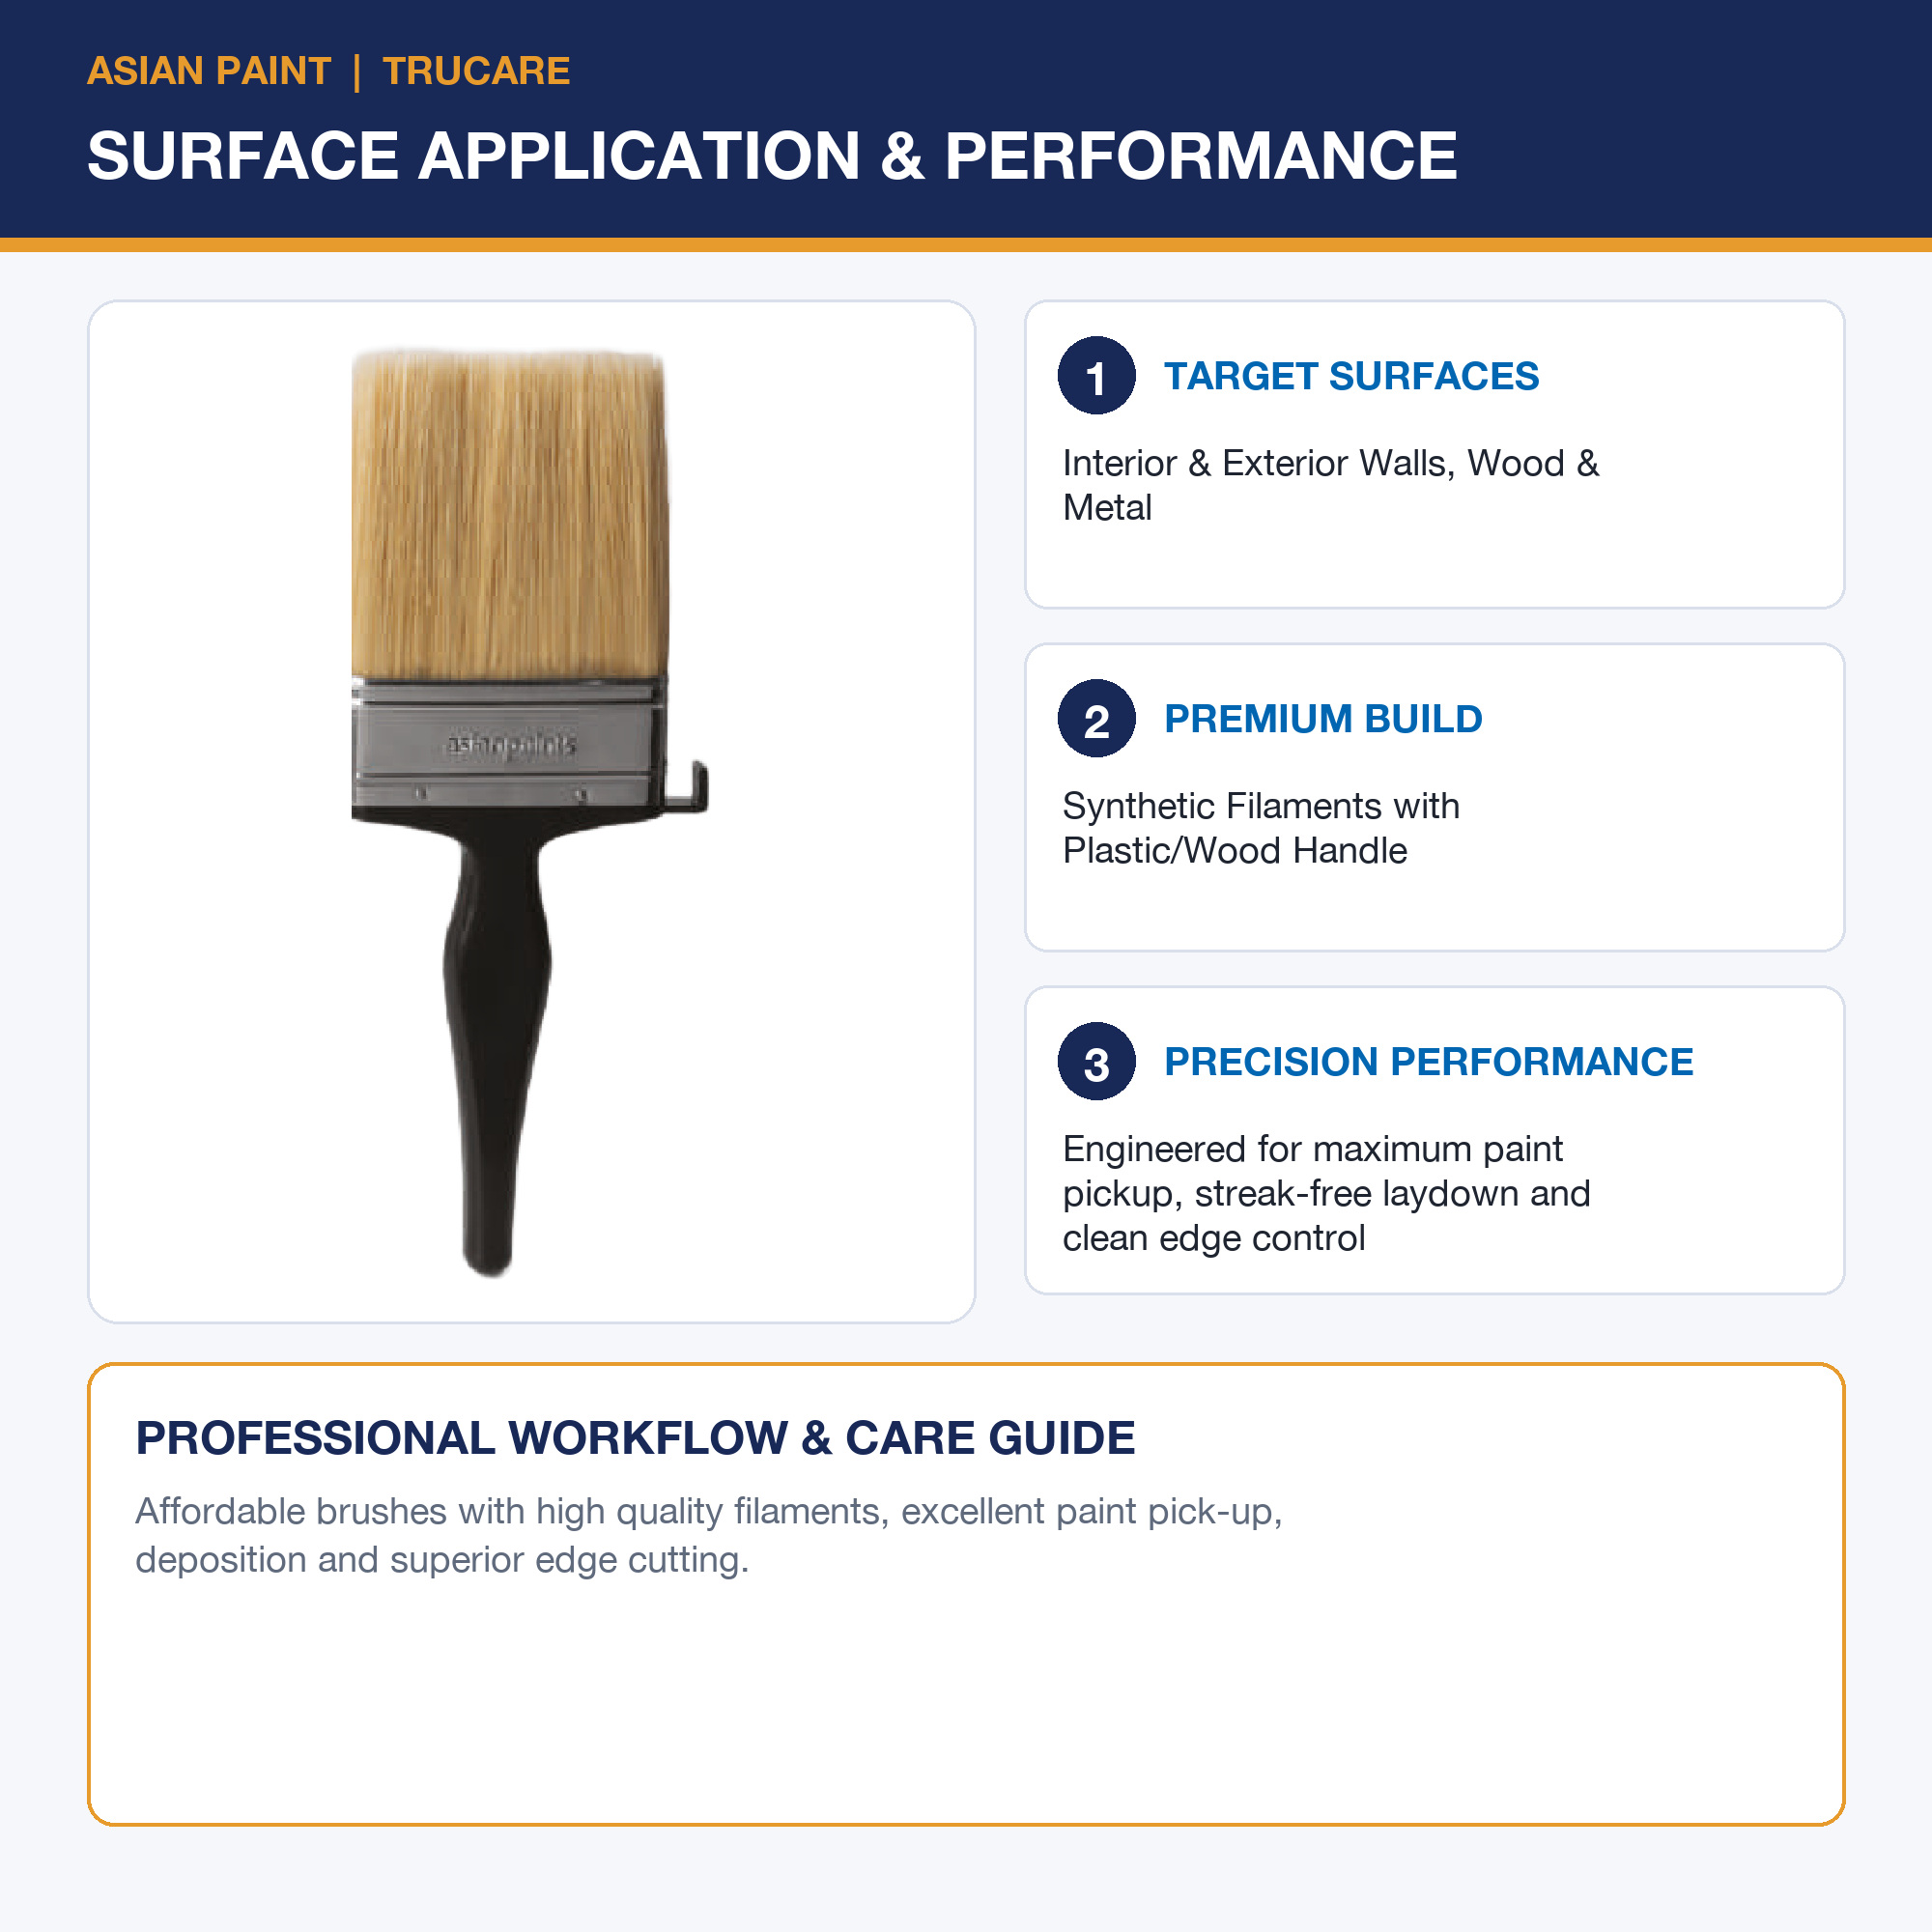 ASIAN PAINT | TRUCARE
SURFACE APPLICATION & PERFORMANCE
asianpaints
1 TARGET SURFACES
Interior & Exterior Walls, Wood &
Metal
2 PREMIUM BUILD
Synthetic Filaments with
Plastic/Wood Handle
3 PRECISION PERFORMANCE
Engineered for maximum paint
pickup, streak-free laydown and
clean edge control
PROFESSIONAL WORKFLOW & CARE GUIDE
Affordable brushes with high quality filaments, excellent paint pick-up,
deposition and superior edge cutting.